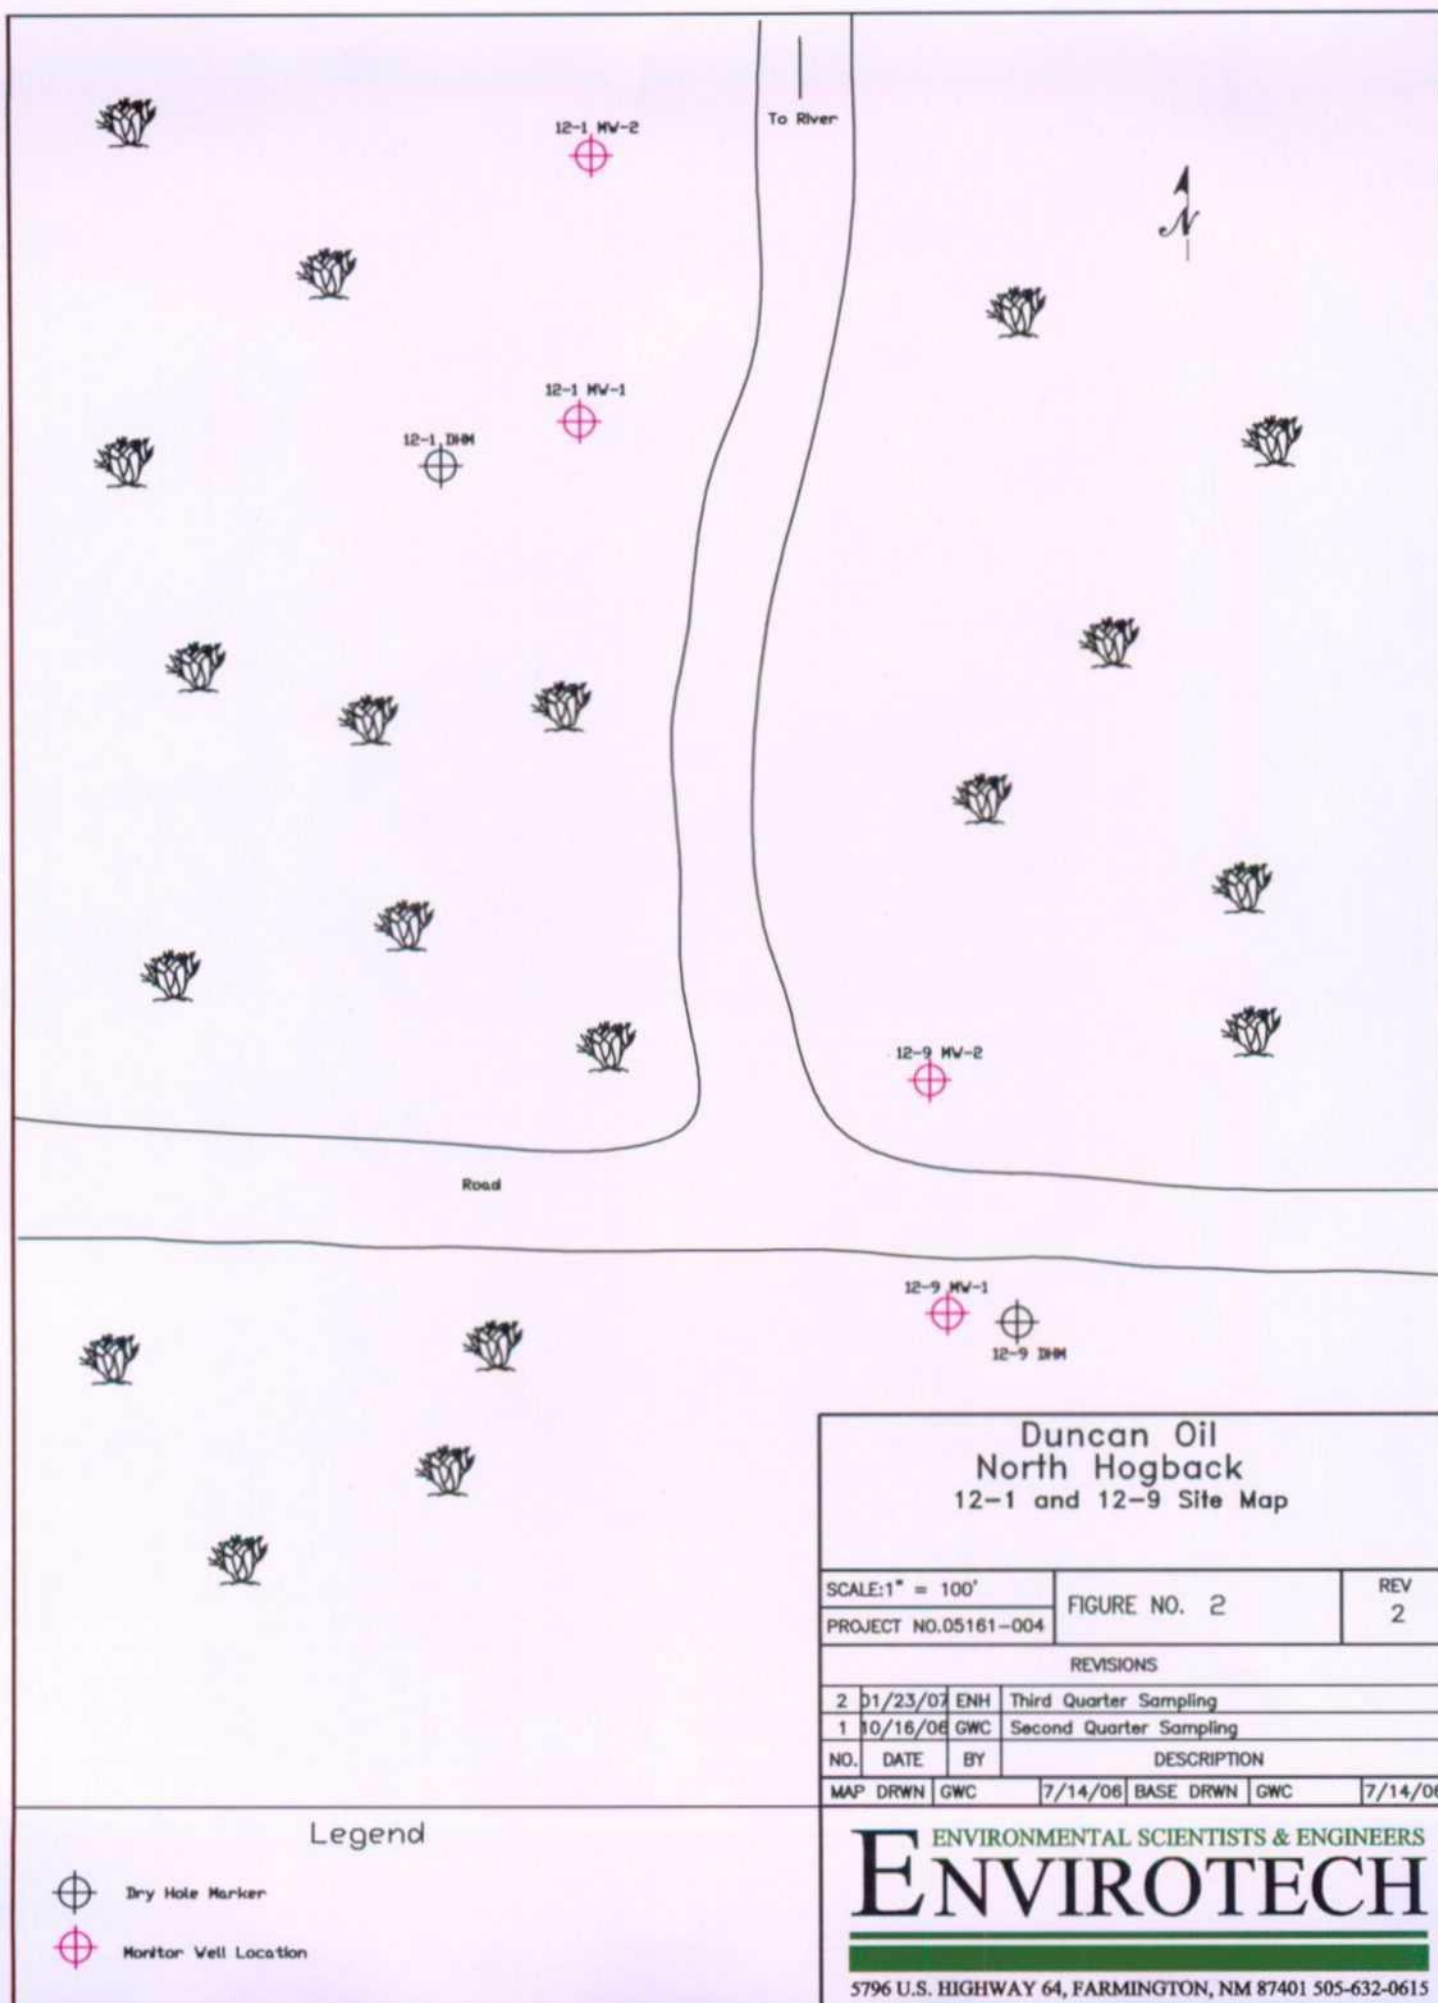 To River
12-1 MW-2
N
12-1 MW-1
12-1 DHM
12-9 MW-2
Road
12-9 MW-1
12-9 DHM
Duncan Oil
North Hogback
12-1 and 12-9 Site Map
SCALE:1" = 100'
FIGURE NO. 2
REV
2
PROJECT NO.05161-004
REVISIONS
2 01/23/07 ENH Third Quarter Sampling
1 10/16/06 GWC Second Quarter Sampling
NO. DATE BY DESCRIPTION
MAP DRWN GWC 7/14/06 BASE DRWN GWC 7/14/06
Legend
Dry Hole Marker
Monitor Well Location
ENVIRONMENTAL SCIENTISTS & ENGINEERS
ENVIROTECH
5796 U.S. HIGHWAY 64, FARMINGTON, NM 87401 505-632-0615